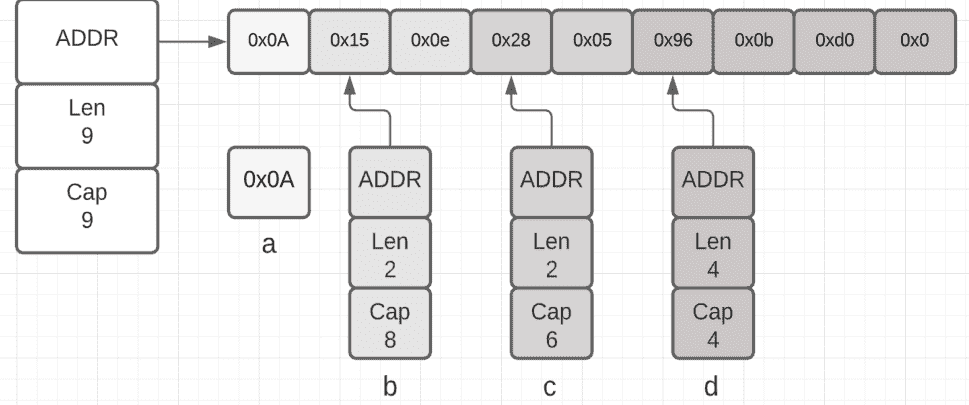 ADDR
Len
9
Cap
9
0x0A 0x15 0x0e 0x28 0x05 0x96 0x0b 0xd0 0x0
0x0A
a
ADDR
Len
2
Cap
8
b
ADDR
Len
2
Cap
6
c
ADDR
Len
4
Cap
4
d